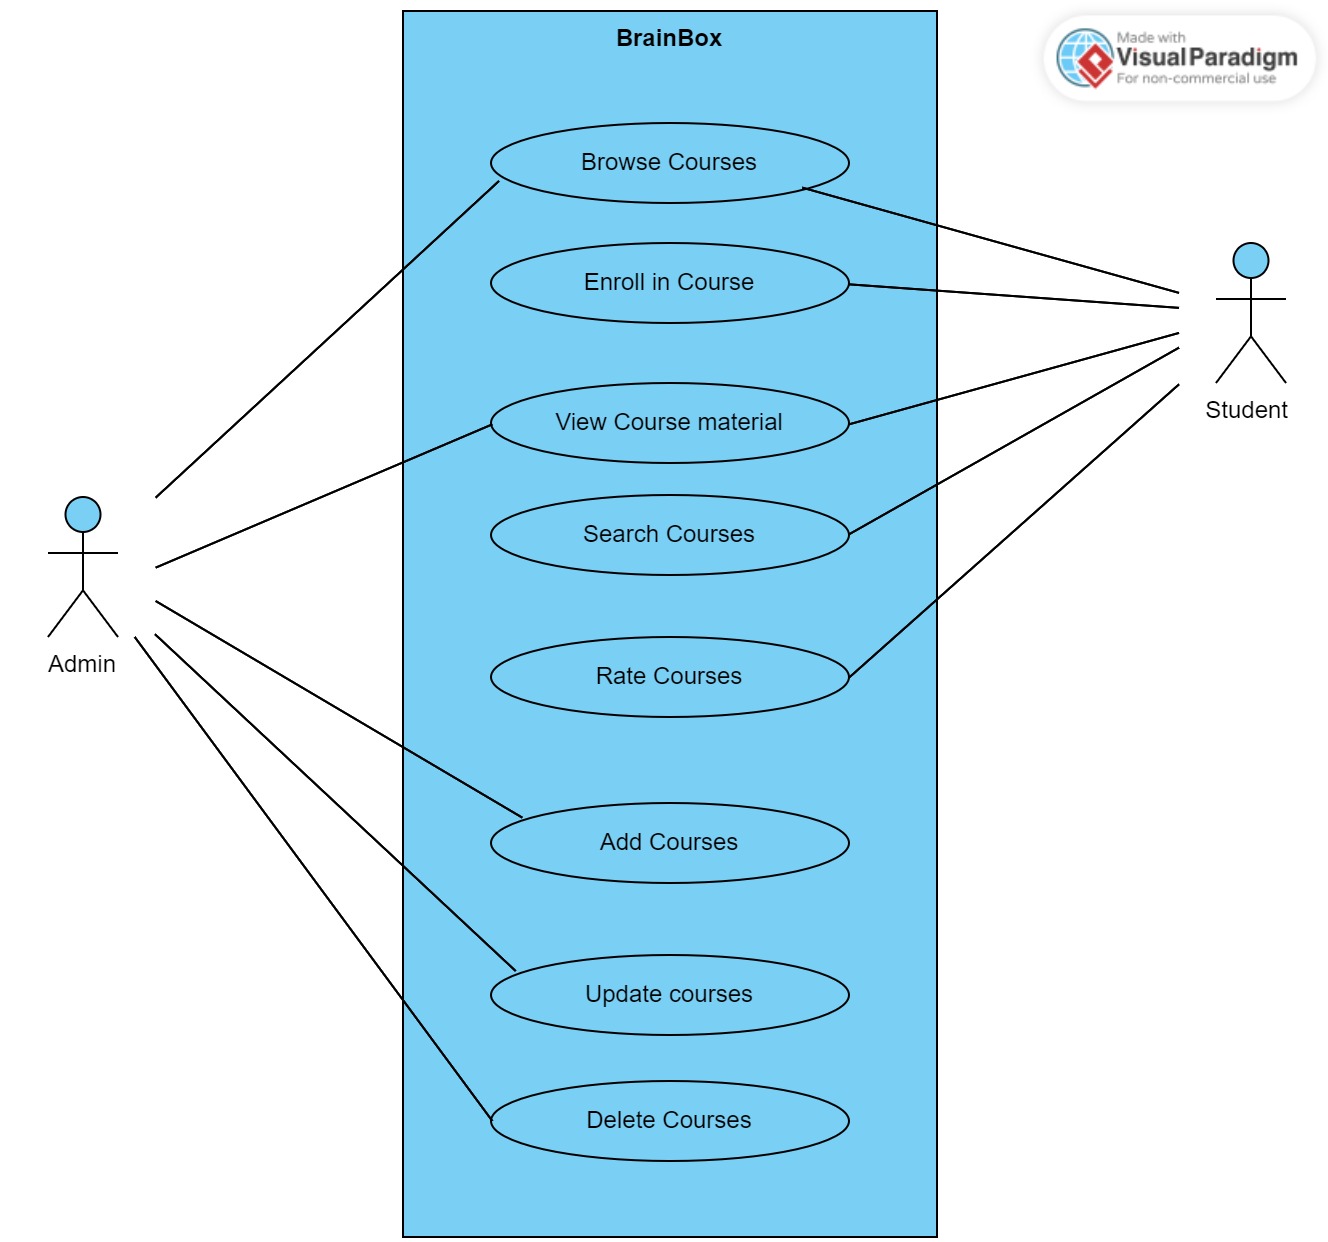 BrainBox
Made with
Visual Paradigm
For non-commercial use
Browse Courses
Enroll in Course
View Course material
Student
Search Courses
Admin
Rate Courses
Add Courses
Update courses
Delete Courses